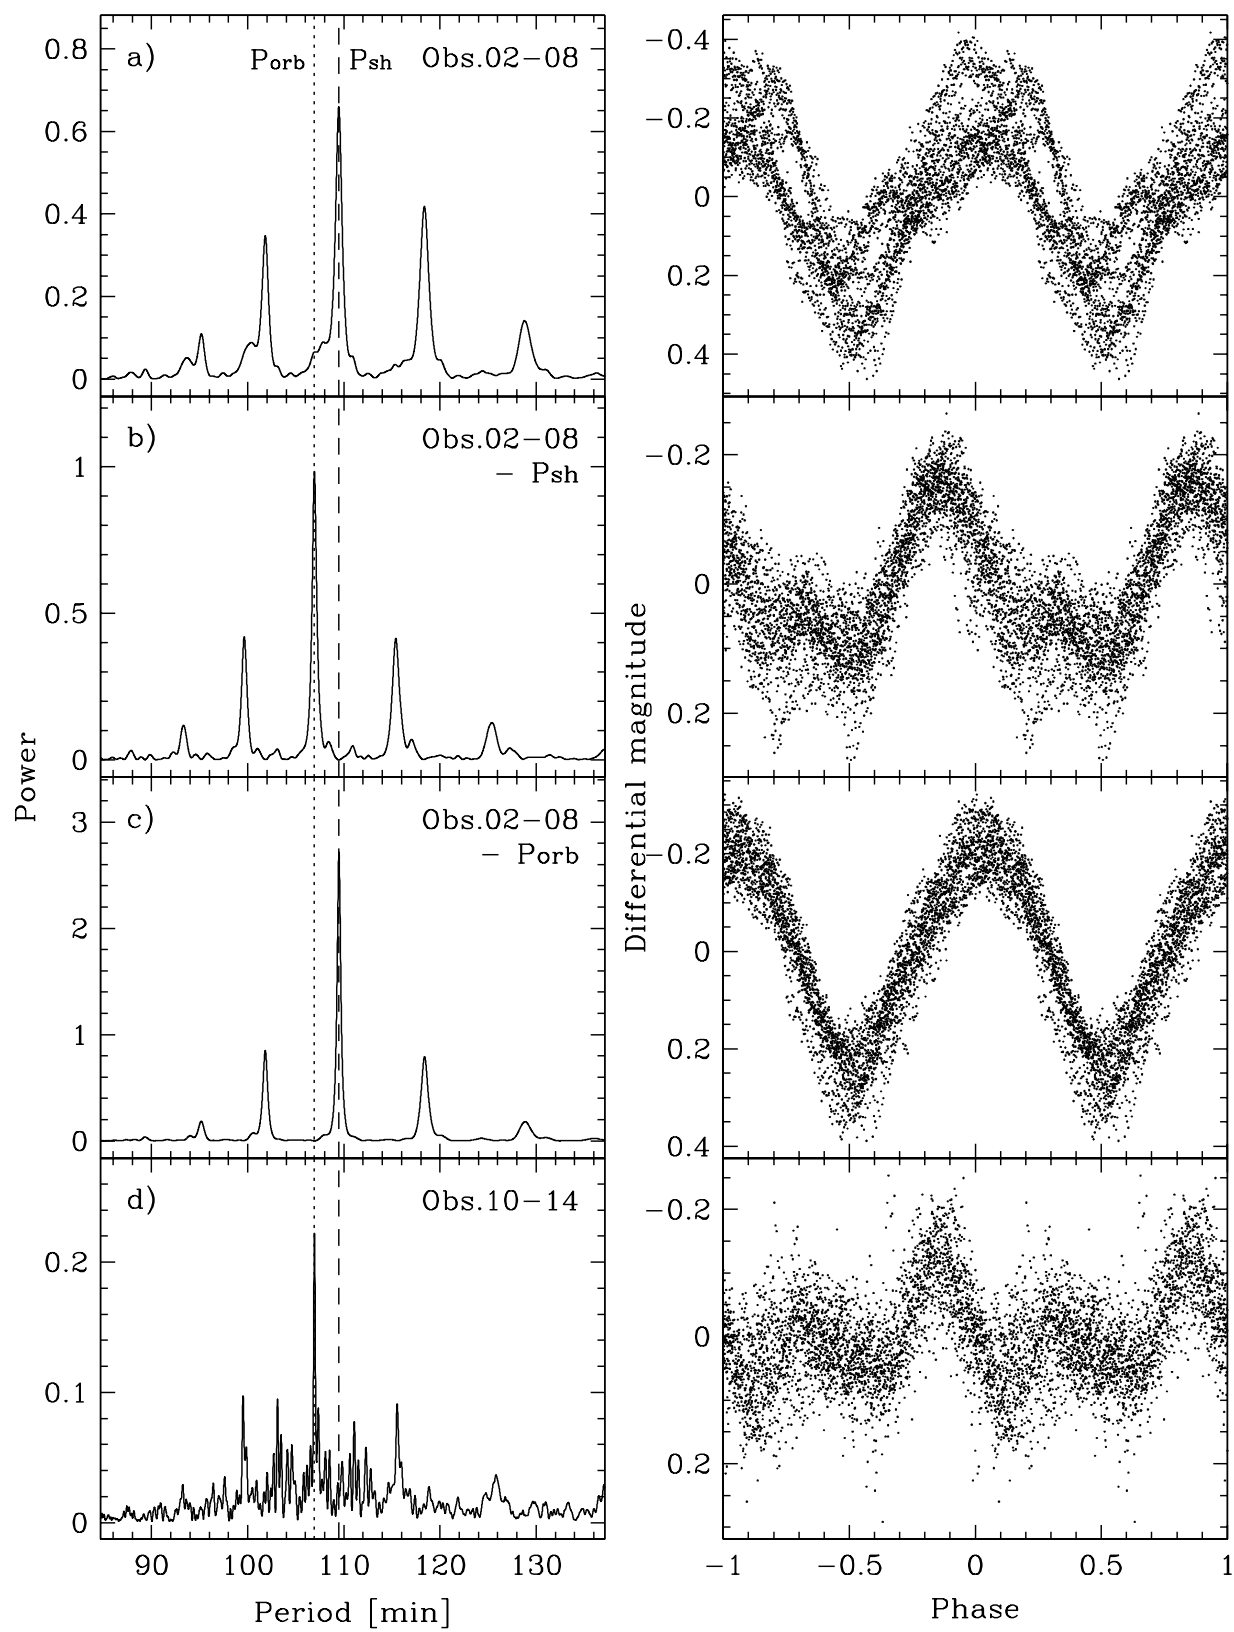 a) Porb Psh Obs.02−08
0.8
0.6
0.4
0.2
0
b) Obs.02−08
− Psh
1
0.5
0
c) Obs.02−08
− Porb
3
2
1
0
d) Obs.10−14
0.2
0.1
0
90 100 110 120 130
Period [min]
Power
−0.4
−0.2
0
0.2
0.4
−0.2
0
0.2
−0.2
0
0.2
0.4
−0.2
0
0.2
−1 −0.5 0 0.5 1
Phase
Differential magnitude